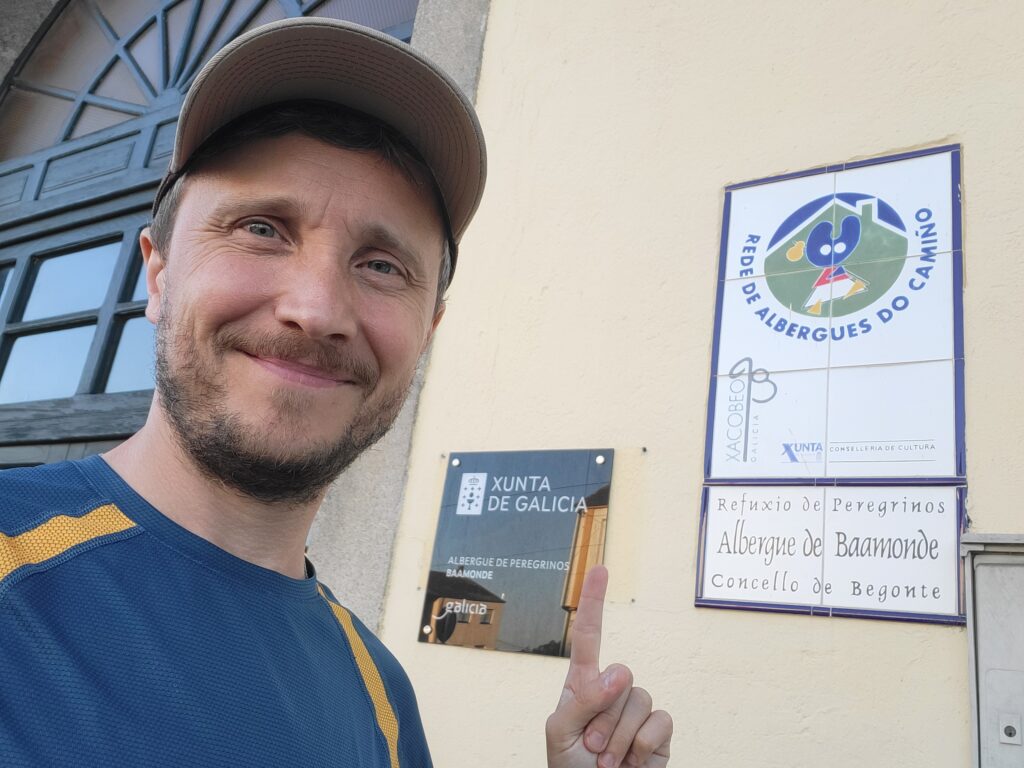 XUNTA
DE GALICIA
ALBERGUE DE PEREGRINOS
BAAMONDE
galicia
REDE DE ALBERGUES DO CAMIÑO
XACOBEO
GALICIA
XUNTA
CONSELLERIA DE CULTURA
Refuxio de Peregrinos
Albergue de Baamonde
Concello de Begonte